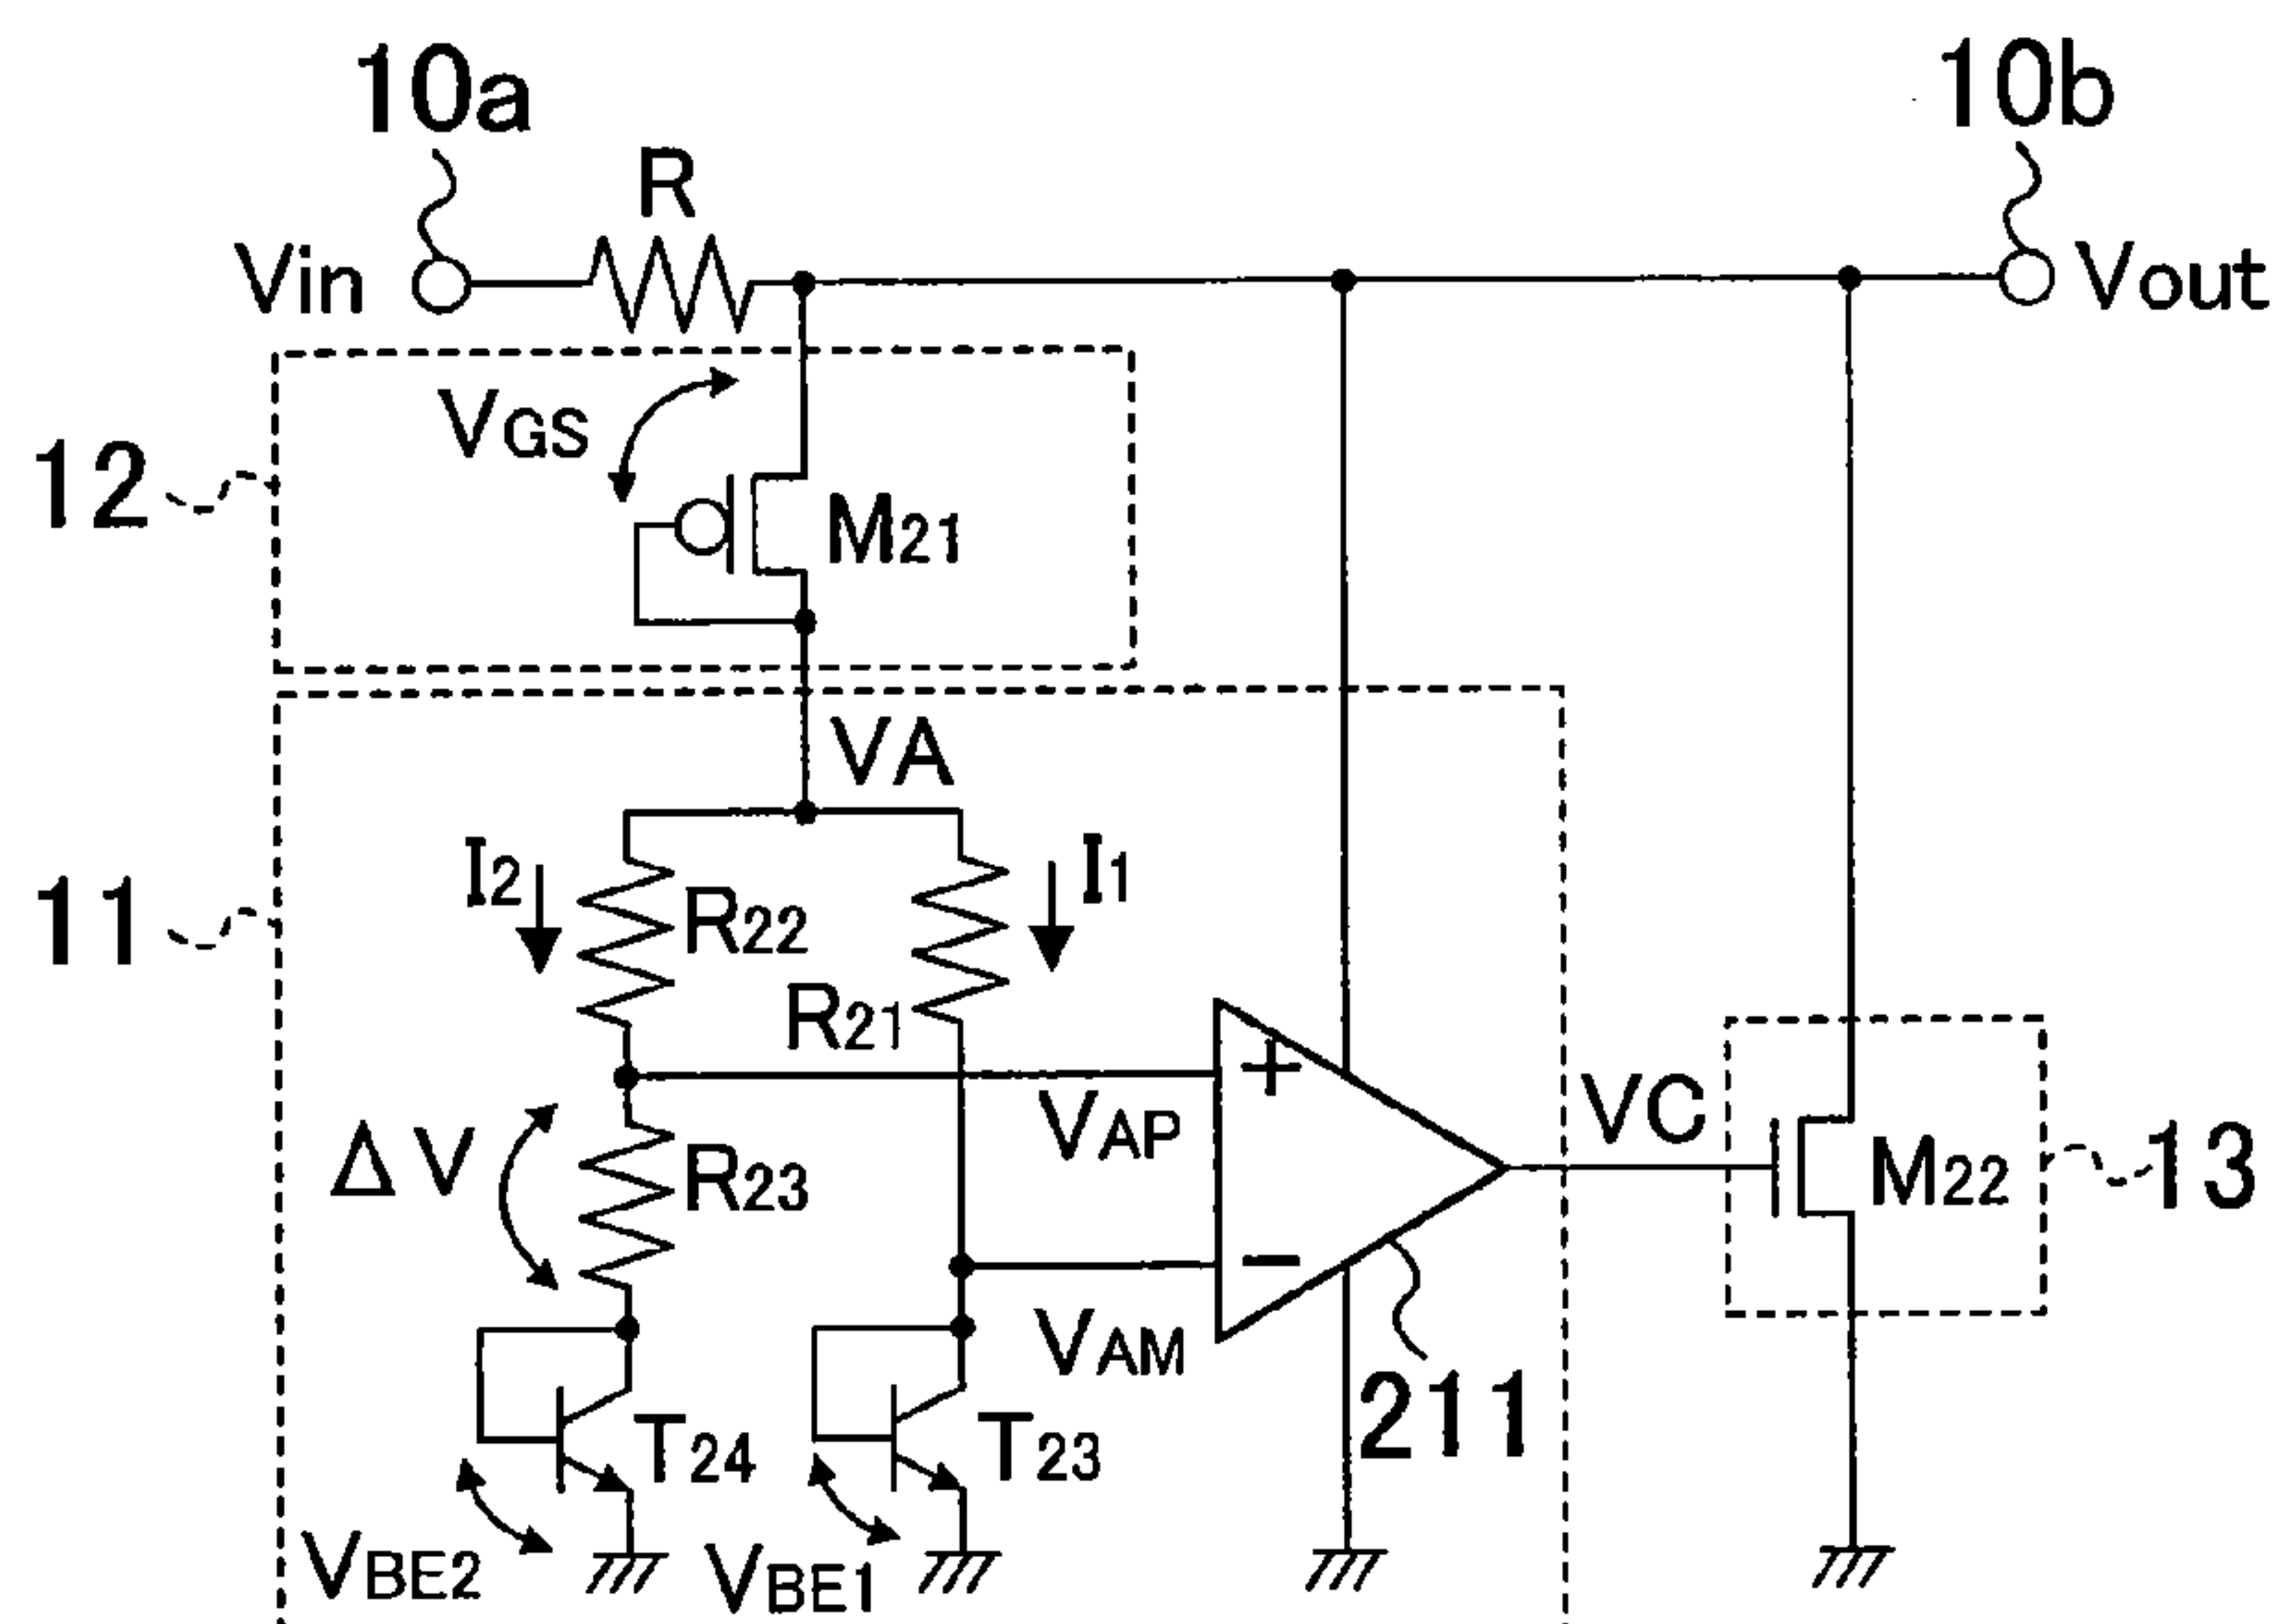 10a
10b
R
Vin
Vout
VGS
12
M21
VA
I2
I1
R22
11
R21
+
VAP
VC
ΔV
R23
M22
13
−
VAM
211
T24
T23
VBE2
VBE1